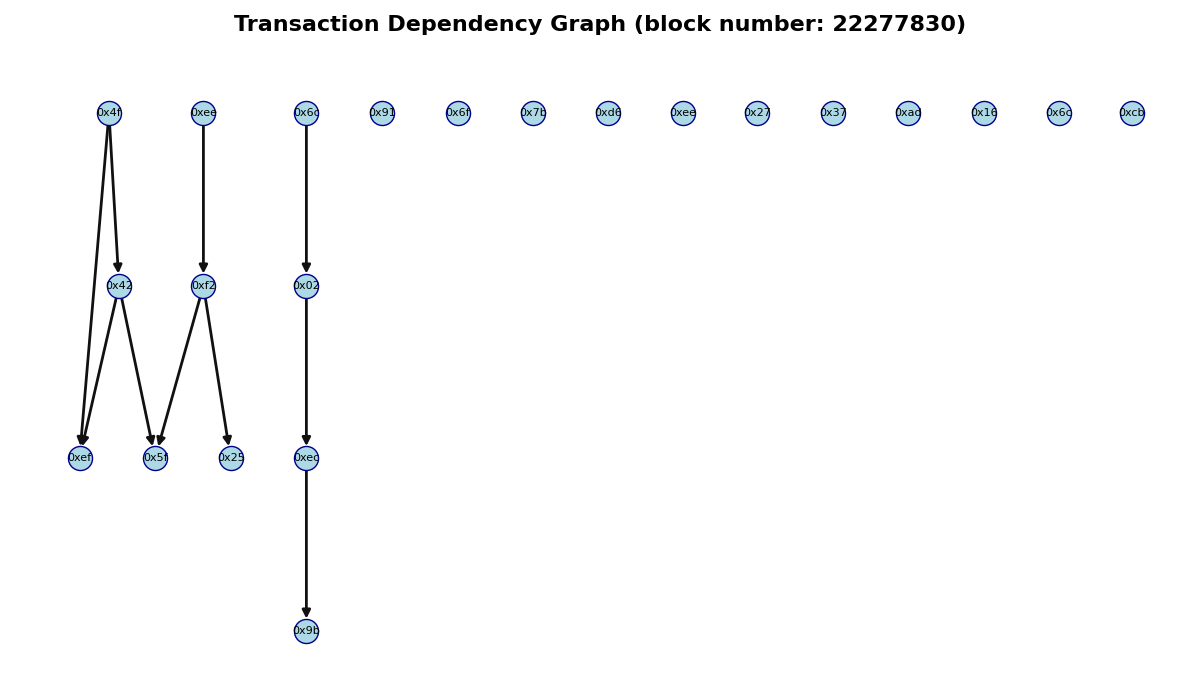 Transaction Dependency Graph (block number: 22277830)
0x4f 0xee 0x6c 0x91 0x6f 0x7b 0xd6 0xee 0x27 0x37 0xad 0x16 0x6c 0xcb
0x42 0xf2 0x02
0xef 0x5f 0x25 0xec
0x9b